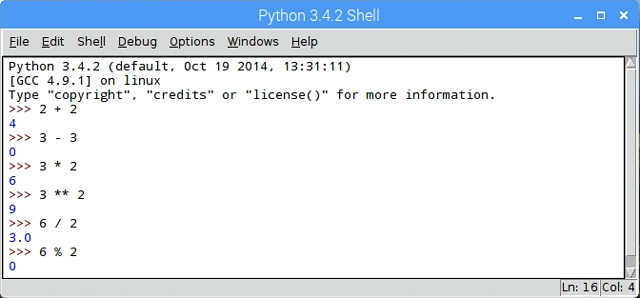 Python 3.4.2 Shell
File Edit Shell Debug Options Windows Help
Python 3.4.2 (default, Oct 19 2014, 13:31:11)
[GCC 4.9.1] on linux
Type "copyright", "credits" or "license()" for more information.
>>> 2 + 2
4
>>> 3 - 3
0
>>> 3 * 2
6
>>> 3 ** 2
9
>>> 6 / 2
3.0
>>> 6 % 2
0
Ln: 16 Col: 4